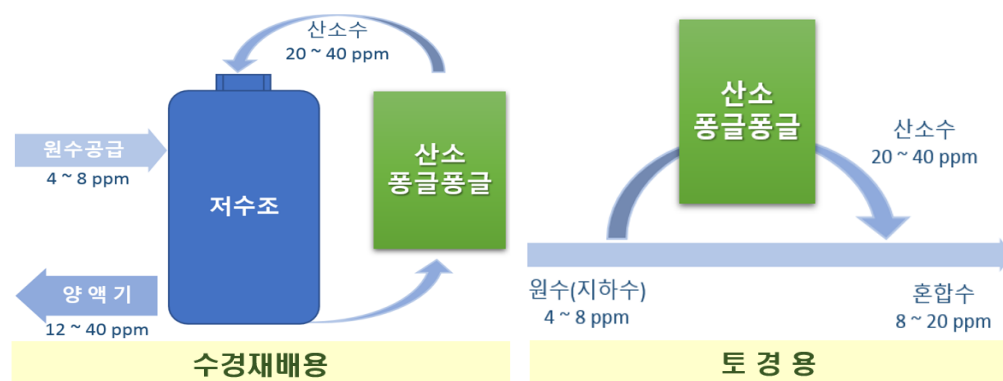 산소수
20 ~ 40 ppm
원수공급
4 ~ 8 ppm
저수조
산소
퐁글퐁글
양 액 기
12 ~ 40 ppm
수경재배용
산소
퐁글퐁글
산소수
20 ~ 40 ppm
원수(지하수)
4 ~ 8 ppm
혼합수
8 ~ 20 ppm
토 경 용